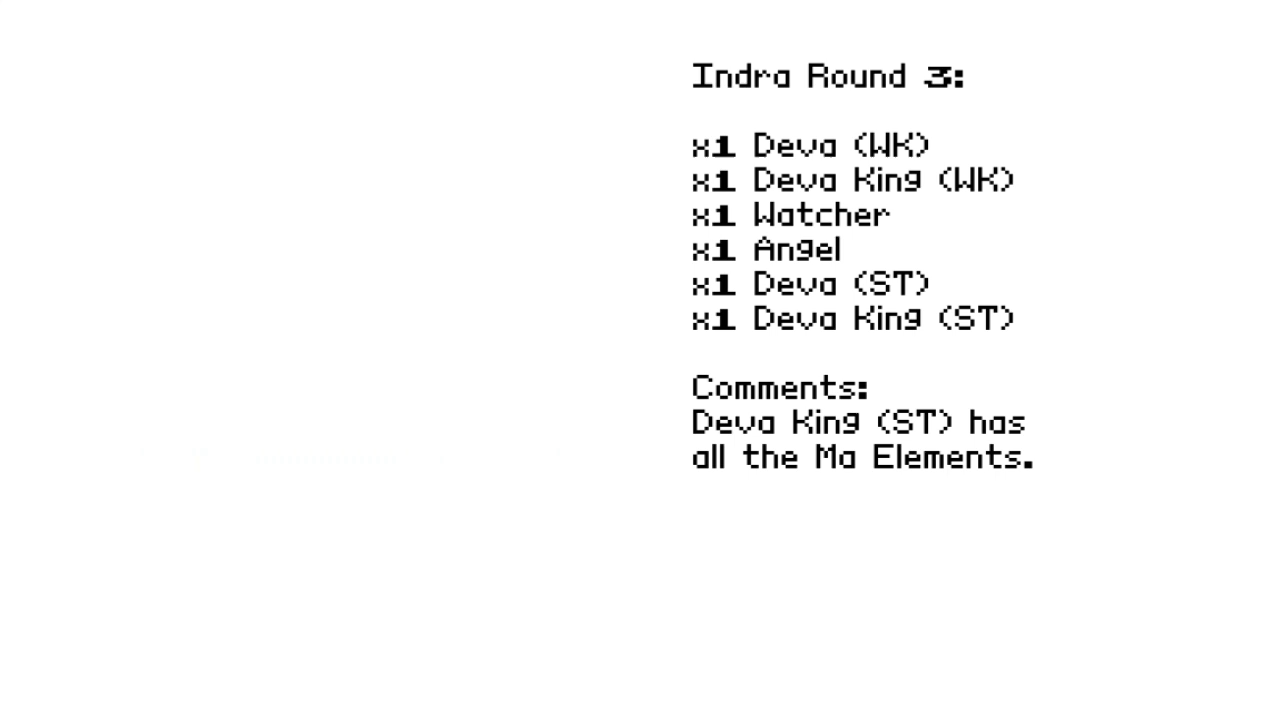 Indra Round 3:
x1 Deva (WK)
x1 Deva King (WK)
x1 Watcher
x1 Angel
x1 Deva (ST)
x1 Deva King (ST)
Comments:
Deva King (ST) has
all the Ma Elements.